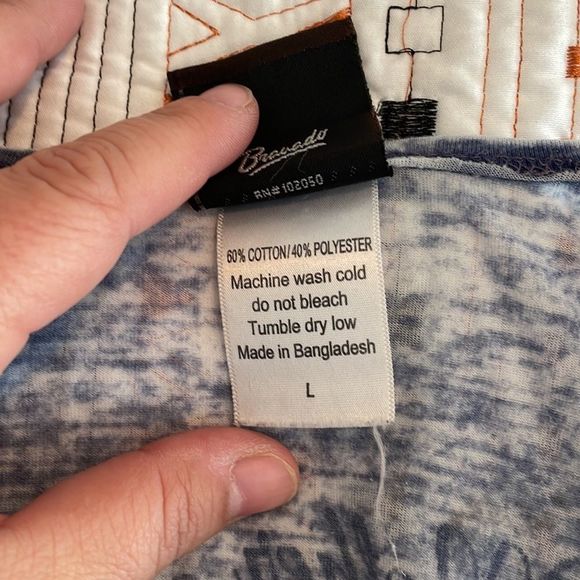 Bravado
RN#102050
60% COTTON/40% POLYESTER
Machine wash cold
do not bleach
Tumble dry low
Made in Bangladesh
L